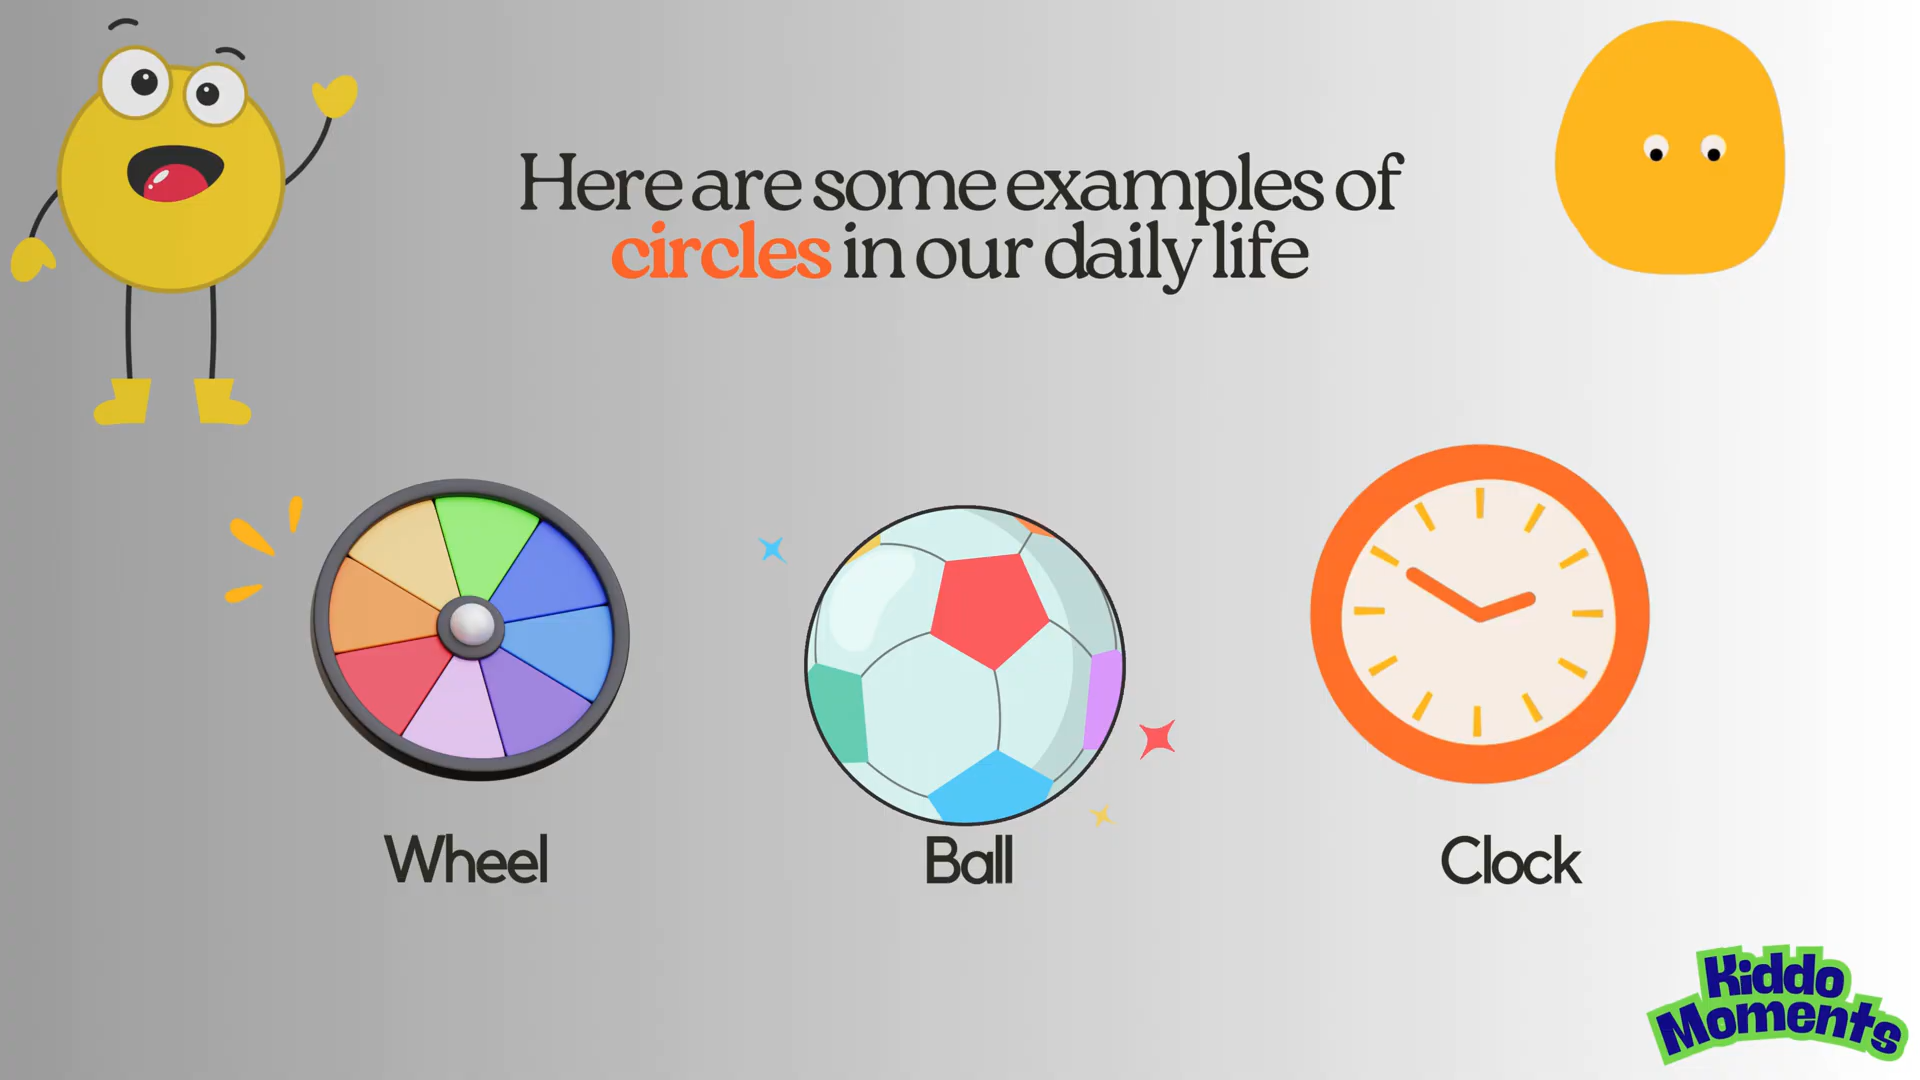 Here are some examples of
circles in our daily life
Wheel
Ball
Clock
Kiddo
Moments